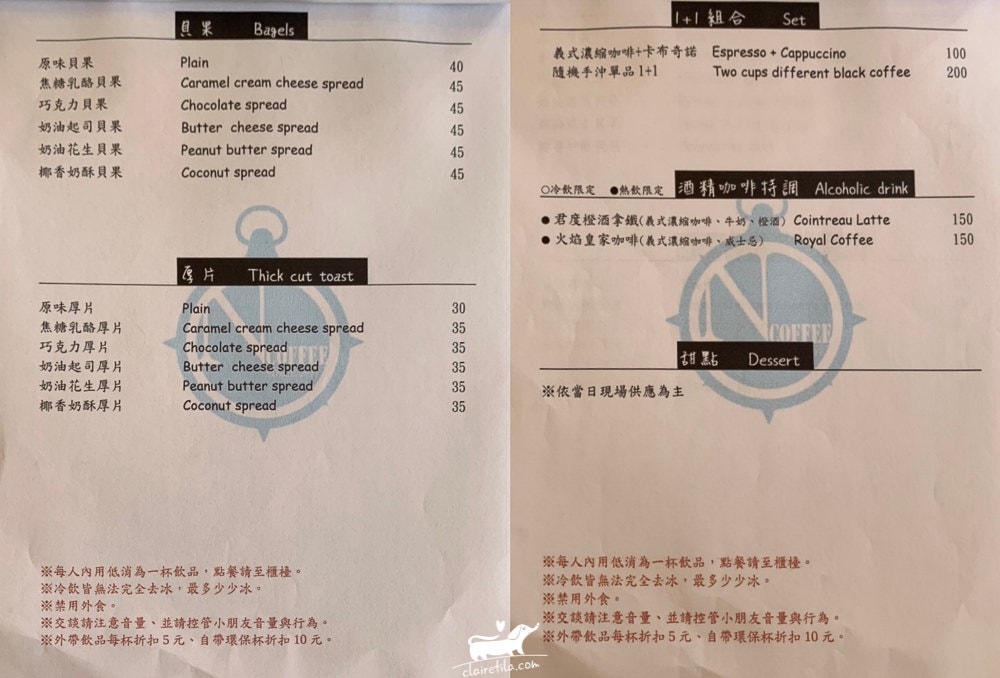 貝果 Bagels
原味貝果 Plain 40
焦糖乳酪貝果 Caramel cream cheese spread 45
巧克力貝果 Chocolate spread 45
奶油起司貝果 Butter cheese spread 45
奶油花生貝果 Peanut butter spread 45
椰香奶酥貝果 Coconut spread 45
厚片 Thick cut toast
原味厚片 Plain 30
焦糖乳酪厚片 Caramel cream cheese spread 35
巧克力厚片 Chocolate spread 35
奶油起司厚片 Butter cheese spread 35
奶油花生厚片 Peanut butter spread 35
椰香奶酥厚片 Coconut spread 35
COFFEE
※每人內用低消為一杯飲品,點餐請至櫃檯。
※冷飲皆無法完全去冰,最多少少冰。
※禁用外食。
※交談請注意音量、並請控管小朋友音量與行為。
※外帶飲品每杯折扣5元、自帶環保杯折扣10元。
1+1組合 Set
義式濃縮咖啡+卡布奇諾 Espresso + Cappuccino 100
隨機手沖單品1+1 Two cups different black coffee 200
○冷飲限定 ●熱飲限定 酒精咖啡特調 Alcoholic drink
●君度橙酒拿鐵(義式濃縮咖啡、牛奶、橙酒) Cointreau Latte 150
●火焰皇家咖啡(義式濃縮咖啡、威士忌) Royal Coffee 150
COFFEE
甜點 Dessert
※依當日現場供應為主
※每人內用低消為一杯飲品,點餐請至櫃檯。
※冷飲皆無法完全去冰,最多少少冰。
※禁用外食。
※交談請注意音量、並請控管小朋友音量與行為。
※外帶飲品每杯折扣5元、自帶環保杯折扣10元。
clairetila.com